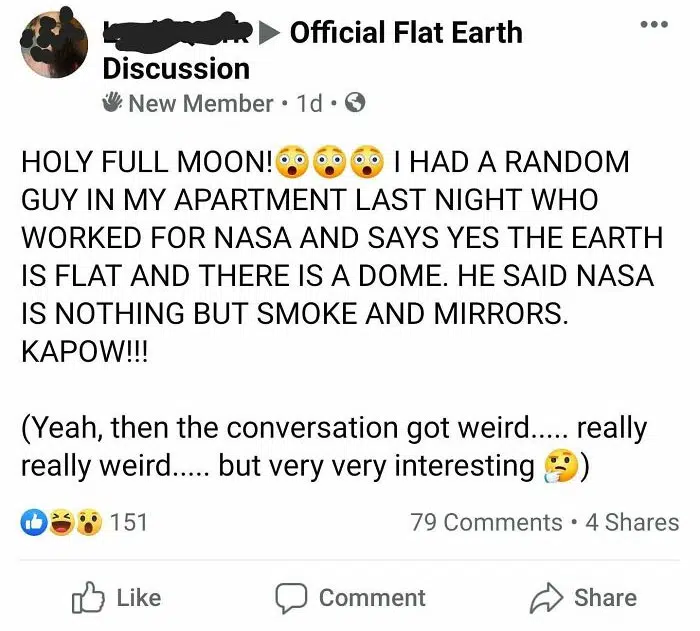 Official Flat Earth
Discussion
New Member • 1d •
HOLY FULL MOON!😳😳😳 I HAD A RANDOM
GUY IN MY APARTMENT LAST NIGHT WHO
WORKED FOR NASA AND SAYS YES THE EARTH
IS FLAT AND THERE IS A DOME. HE SAID NASA
IS NOTHING BUT SMOKE AND MIRRORS.
KAPOW!!!
(Yeah, then the conversation got weird..... really
really weird..... but very very interesting 🤔)
151
79 Comments • 4 Shares
Like
Comment
Share